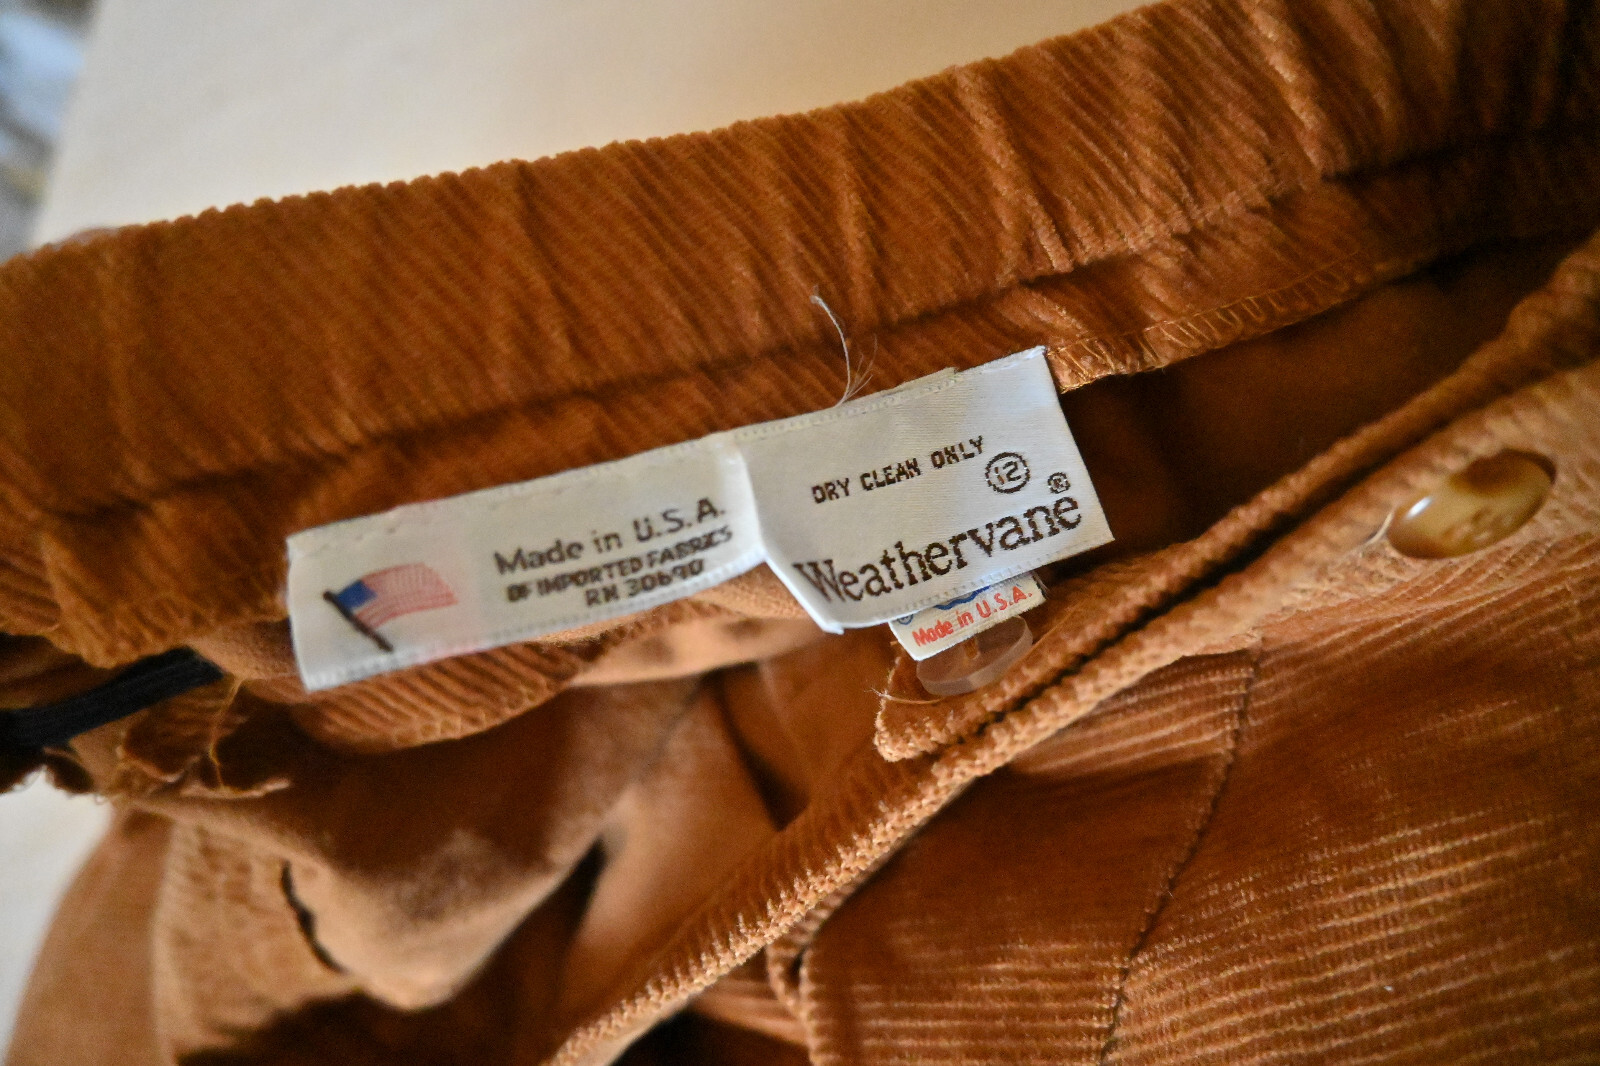 Made in U.S.A.
OF IMPORTED FABRICS
RN 30690
DRY CLEAN ONLY
12
Weathervane®
Made in U.S.A.